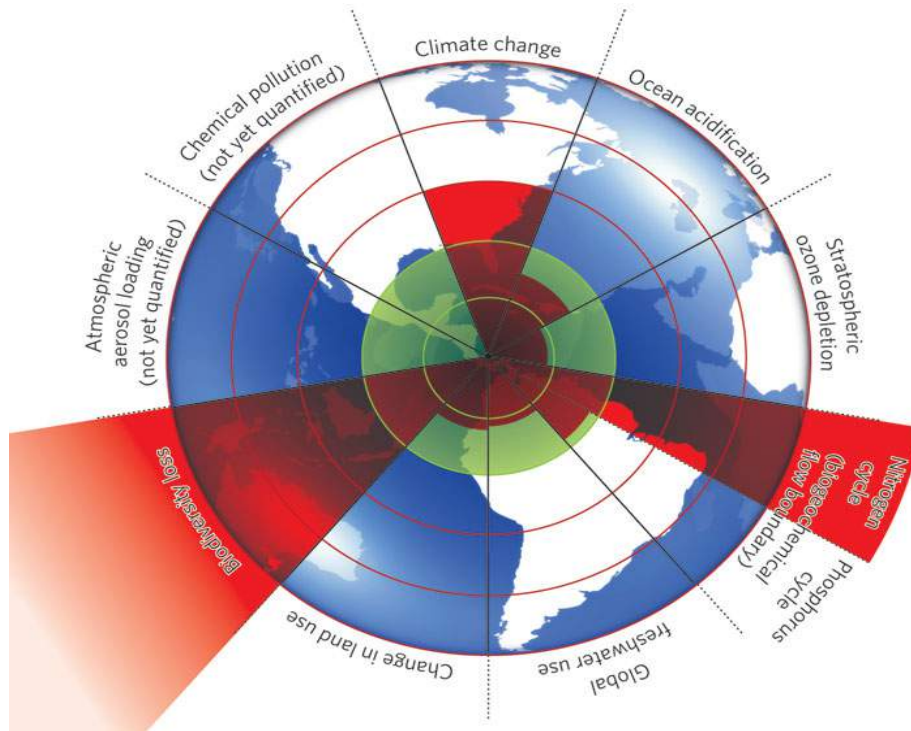 Climate change
Ocean acidification
Stratospheric
ozone depletion
Nitrogen
cycle
(biogeochemical
flow boundary)
Phosphorus
cycle
Global
freshwater use
Change in land use
Biodiversity loss
Atmospheric
aerosol loading
(not yet quantified)
Chemical pollution
(not yet quantified)